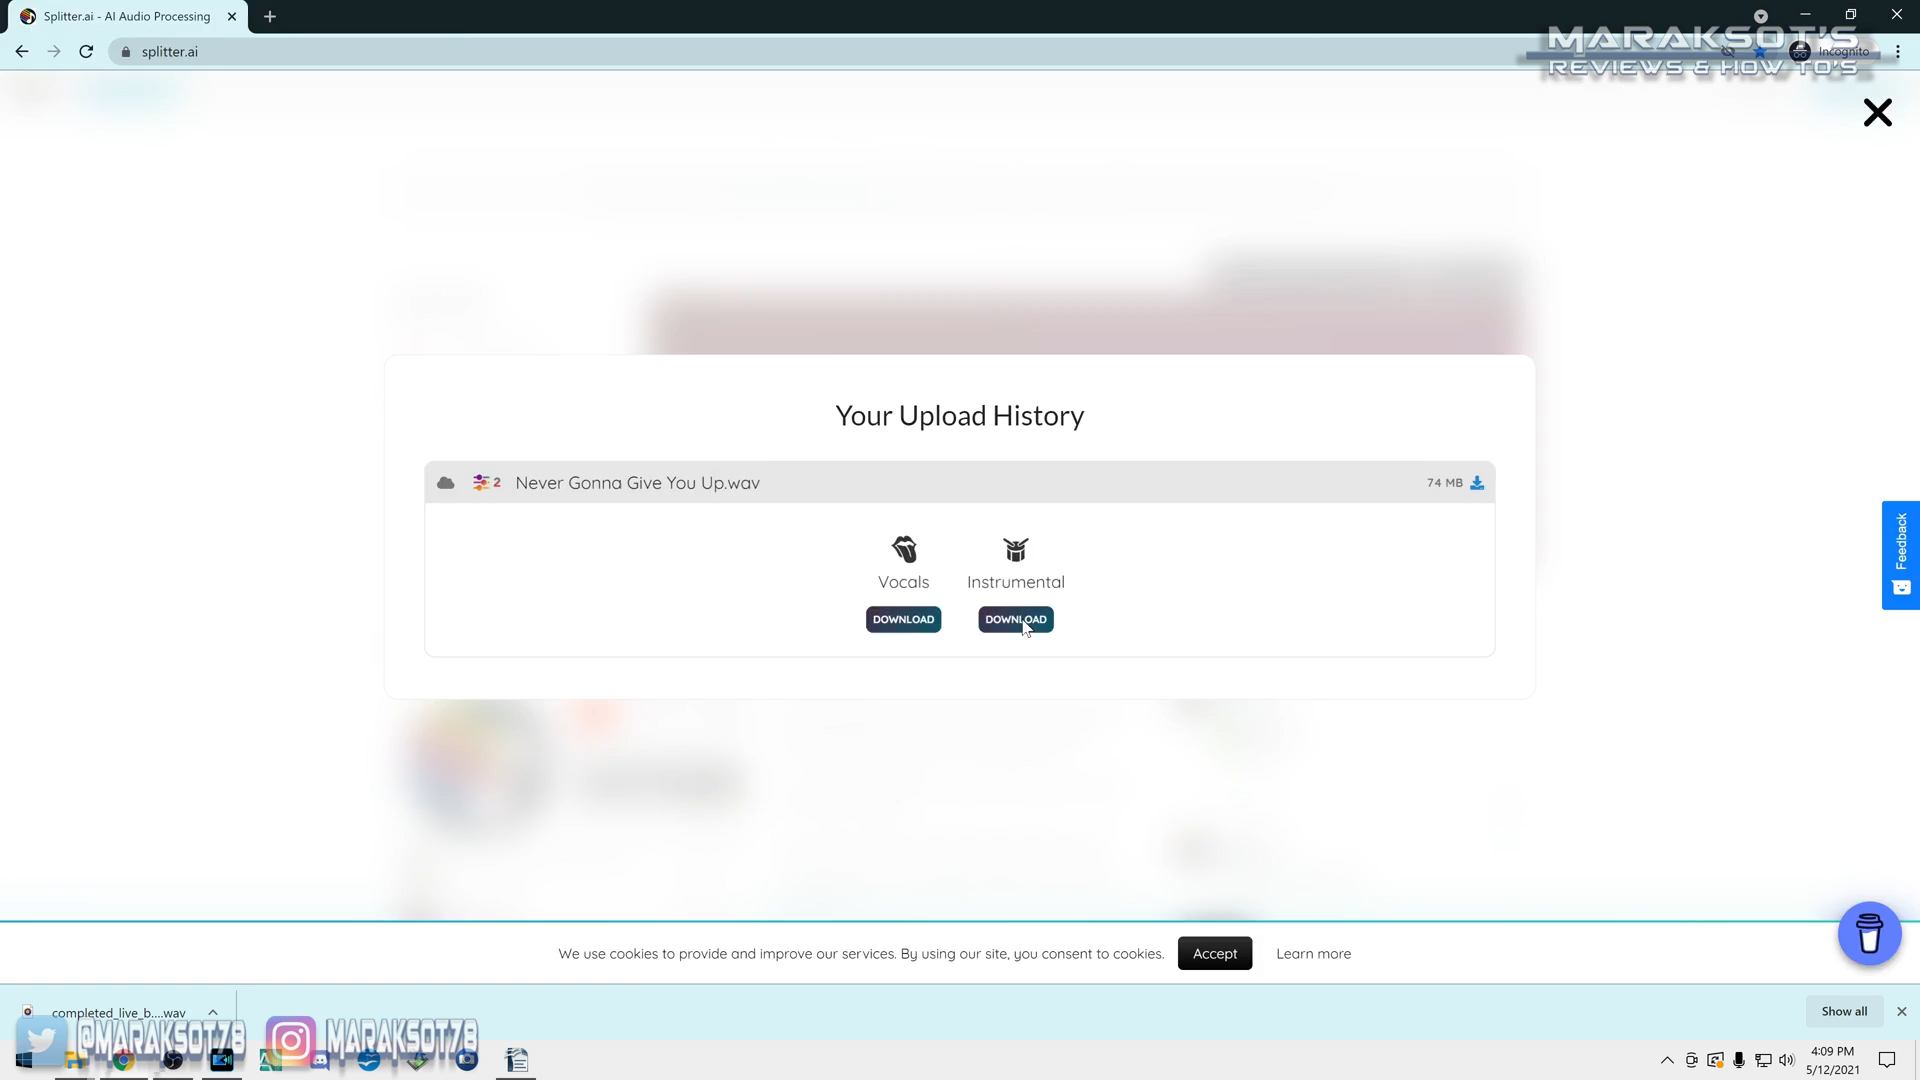 Splitter.ai - AI Audio Processing
splitter.ai
Incognito
MARAKSOT'S
REVIEWS & HOW TO'S
Your Upload History
2 Never Gonna Give You Up.wav 74 MB
Vocals Instrumental
DOWNLOAD DOWNLOAD
Feedback
We use cookies to provide and improve our services. By using our site, you consent to cookies. Accept Learn more
completed_live_b....wav Show all
@MARAKSOT78 MARAKSOT78
4:09 PM
5/12/2021